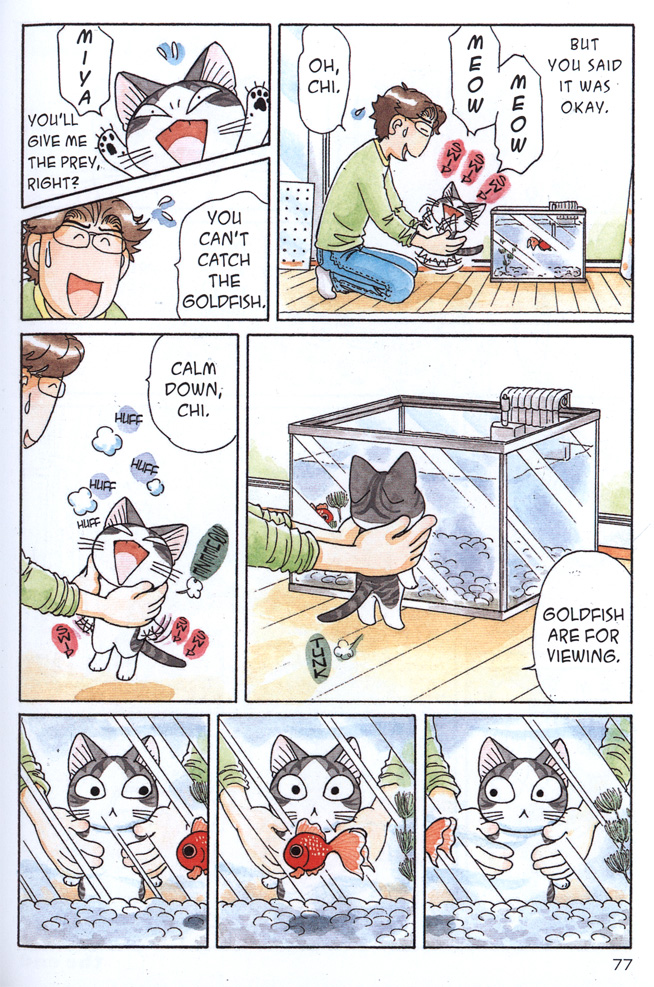 MIYA
YOU'LL
GIVE ME
THE PREY,
RIGHT?
YOU
CAN'T
CATCH
THE
GOLDFISH.
OH,
CHI.
MEOW
MEOW
BUT
YOU SAID
IT WAS
OKAY.
CALM
DOWN,
CHI.
HUFF
HUFF
HUFF
HUFF
TUNK
GOLDFISH
ARE FOR
VIEWING.
77